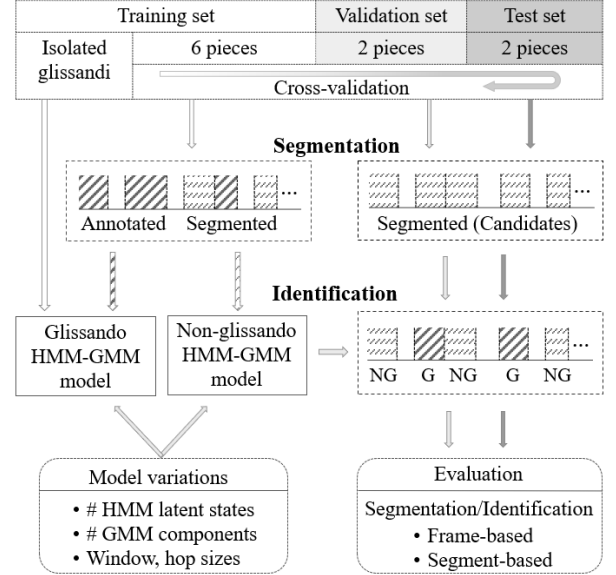 Training set
Validation set
Test set
Isolated
glissandi
6 pieces
2 pieces
2 pieces
Cross-validation
Segmentation
...
...
Annotated
Segmented
Segmented (Candidates)
Identification
Glissando
HMM-GMM
model
Non-glissando
HMM-GMM
model
...
NG G NG G NG
Model variations
• # HMM latent states
• # GMM components
• Window, hop sizes
Evaluation
Segmentation/Identification
• Frame-based
• Segment-based